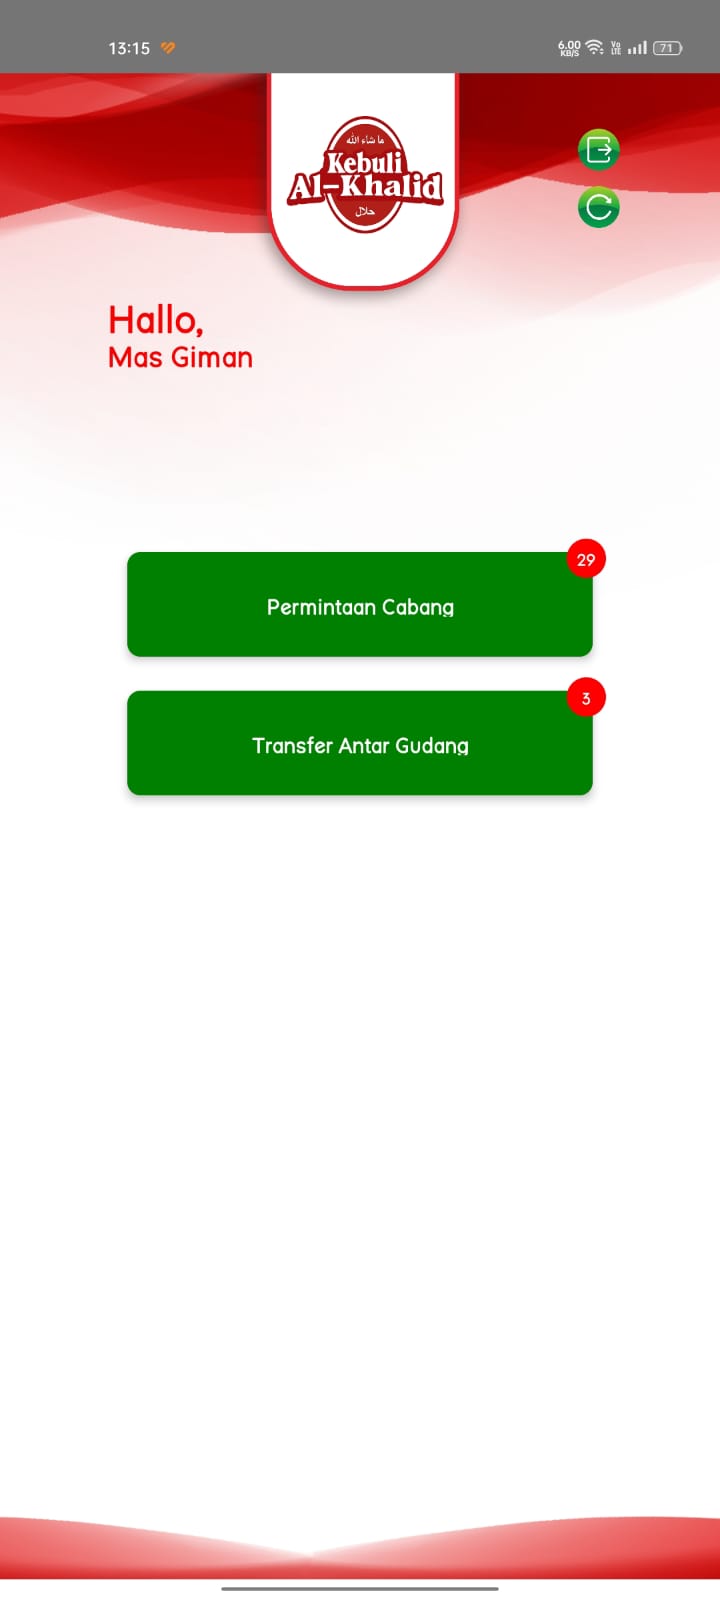 13:15
6.00
KB/S
Vo
LTE
71
ما شاء الله
Kebuli
Al-Khalid
حلال
Hallo,
Mas Giman
29
Permintaan Cabang
3
Transfer Antar Gudang